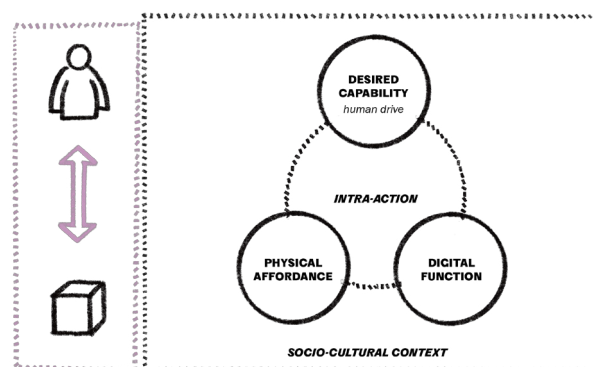 DESIRED
CAPABILITY
human drive
INTRA-ACTION
PHYSICAL
AFFORDANCE
DIGITAL
FUNCTION
SOCIO-CULTURAL CONTEXT